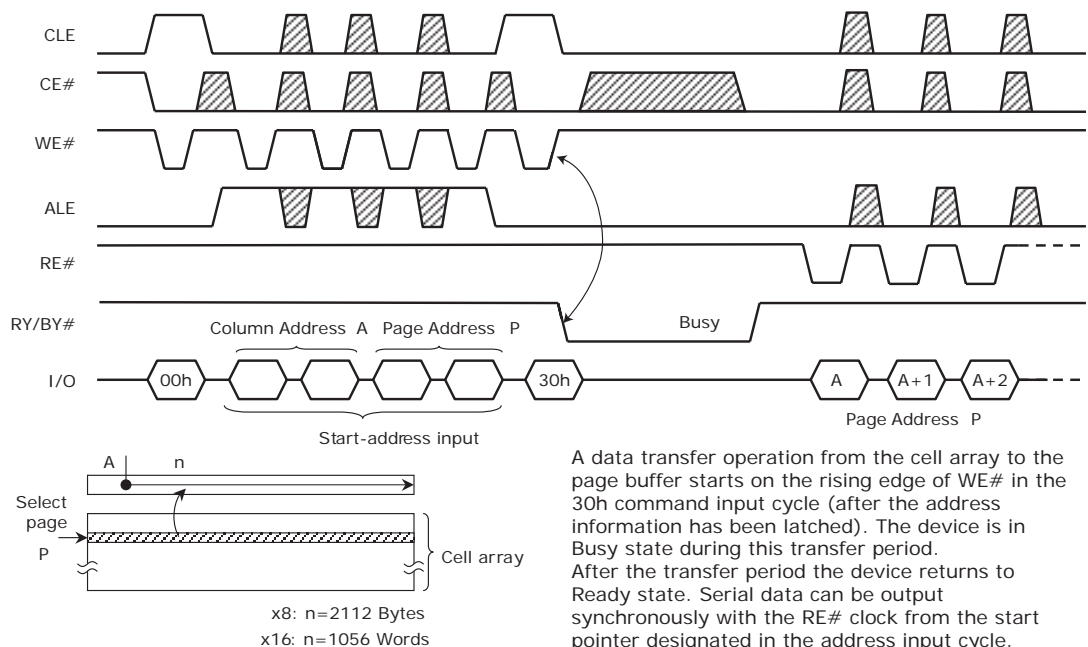 CLE
CE#
WE#
ALE
RE#
RY/BY#
Busy
Column Address A Page Address P
I/O
00h
30h
A
A+1
A+2
Page Address P
Start-address input
A
n
Select
page
P
Cell array
x8: n=2112 Bytes
x16: n=1056 Words
A data transfer operation from the cell array to the
page buffer starts on the rising edge of WE# in the
30h command input cycle (after the address
information has been latched). The device is in
Busy state during this transfer period.
After the transfer period the device returns to
Ready state. Serial data can be output
synchronously with the RE# clock from the start
pointer designated in the address input cycle.